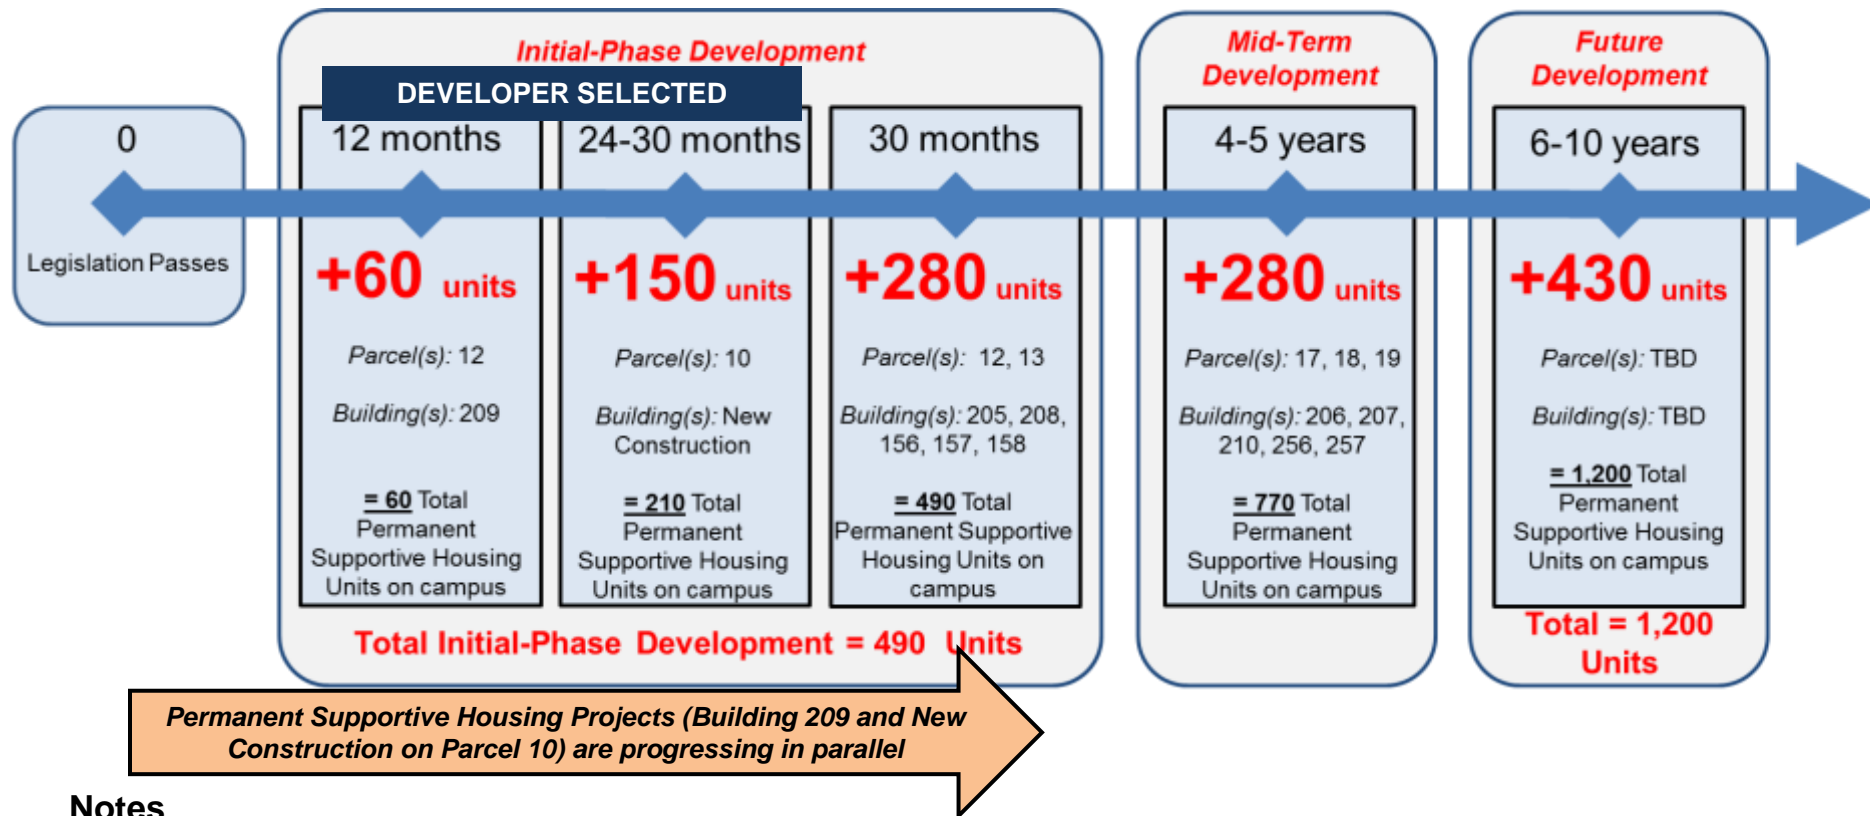 Initial-Phase Development
DEVELOPER SELECTED
Mid-Term
Development
Future
Development
0
Legislation Passes
12 months
+60 units
Parcel(s): 12
Building(s): 209
= 60 Total
Permanent
Supportive Housing
Units on campus
24-30 months
+150 units
Parcel(s): 10
Building(s): New
Construction
= 210 Total
Permanent
Supportive Housing
Units on campus
30 months
+280 units
Parcel(s): 12, 13
Building(s): 205, 208,
156, 157, 158
= 490 Total
Permanent Supportive
Housing Units on
campus
4-5 years
+280 units
Parcel(s): 17, 18, 19
Building(s): 206, 207,
210, 256, 257
= 770 Total
Permanent
Supportive Housing
Units on campus
6-10 years
+430 units
Parcel(s): TBD
Building(s): TBD
= 1,200 Total
Permanent
Supportive Housing
Units on campus
Total Initial-Phase Development = 490 Units
Total = 1,200
Units
Permanent Supportive Housing Projects (Building 209 and New
Construction on Parcel 10) are progressing in parallel
Notes